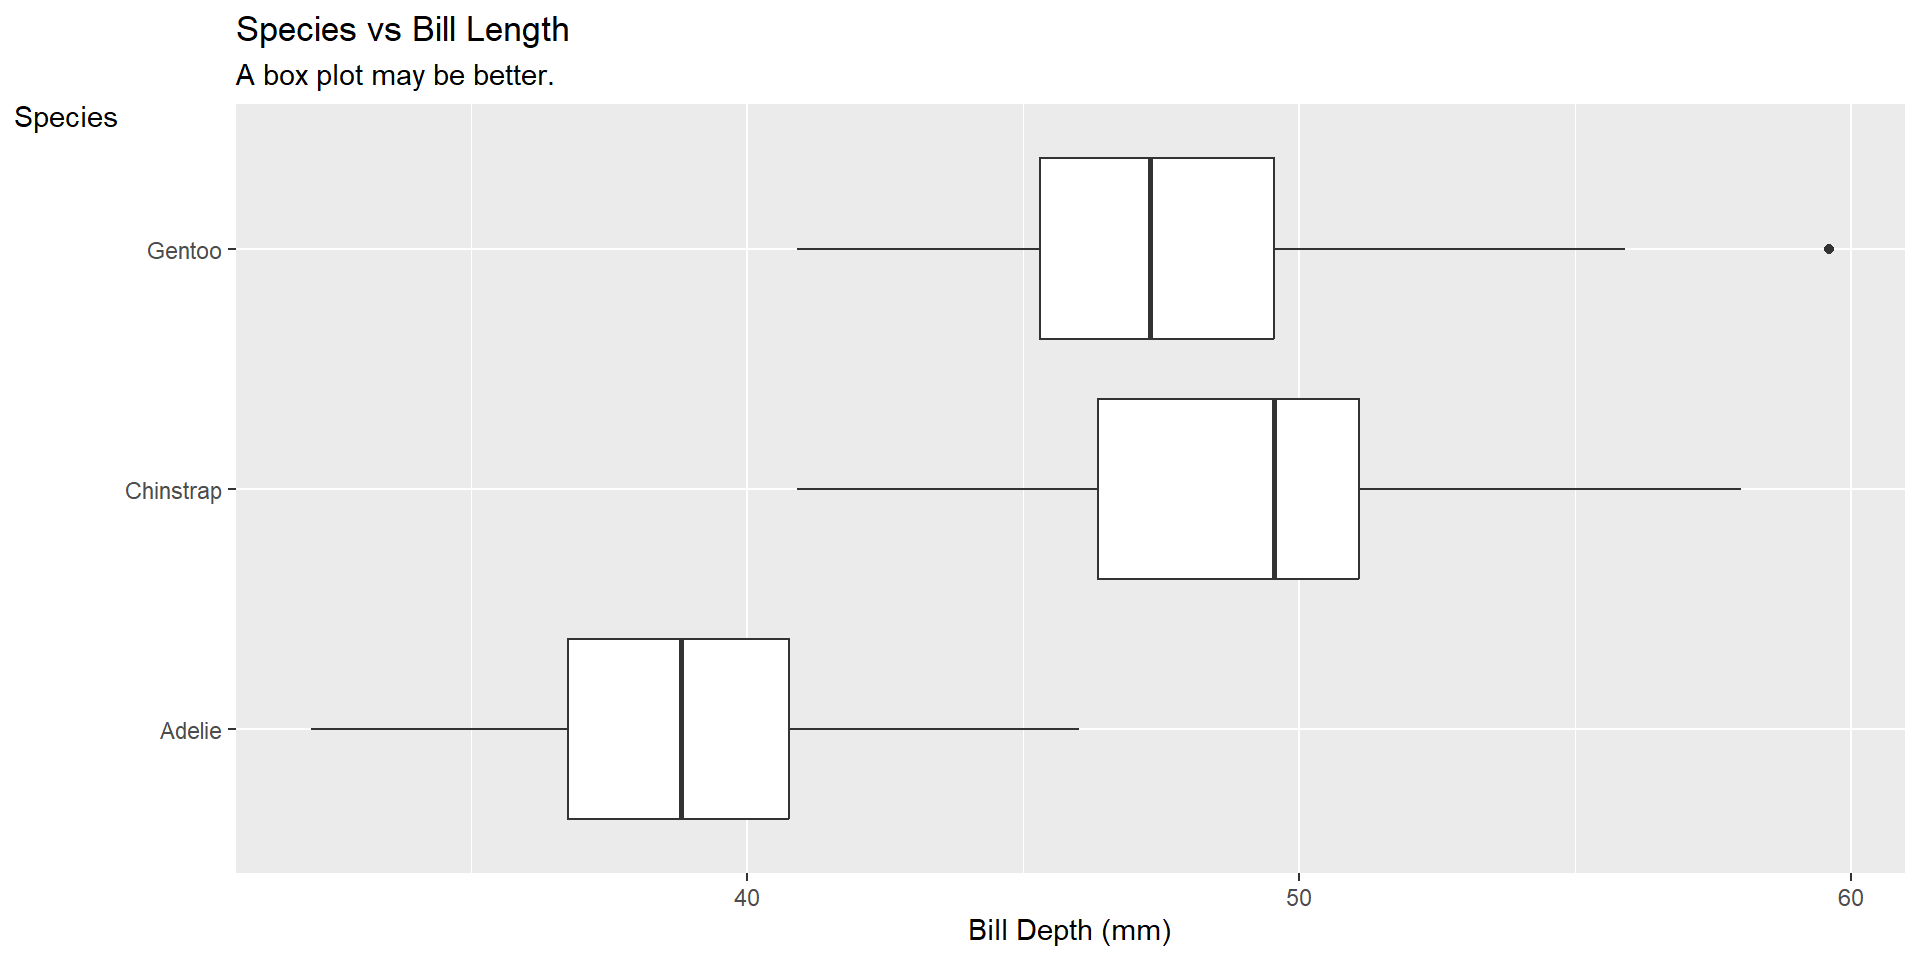 Species vs Bill Length
A box plot may be better.
Species
Gentoo
Chinstrap
Adelie
40 50 60
Bill Depth (mm)